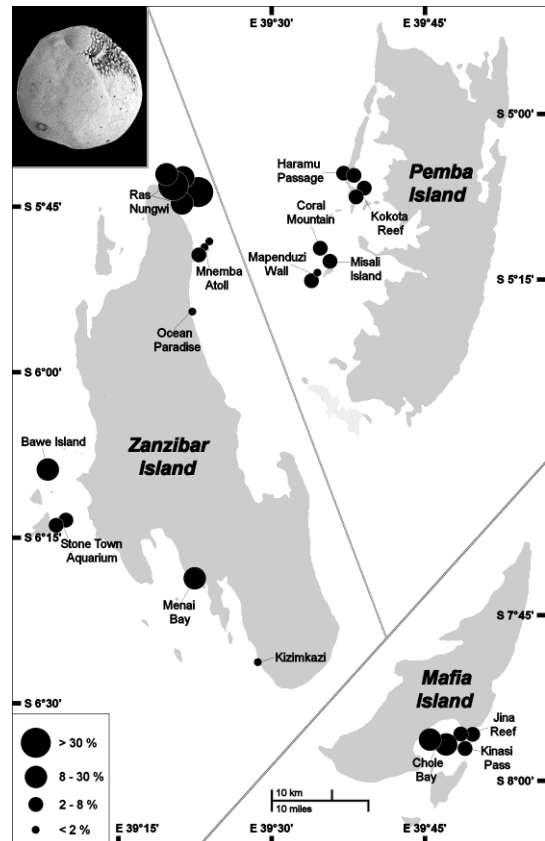 E 39°30'
E 39°45'
S 5°00'
Haramu
Passage
Pemba
Island
Ras
Nungwi
S 5°45'
Coral
Mountain
Kokota
Reef
Mapenduzi
Wall
Misali
Island
Mnemba
Atoll
S 5°15'
Ocean
Paradise
S 6°00'
Bawe Island
Zanzibar
Island
S 6°15'
Stone Town
Aquarium
Menai
Bay
S 7°45'
Kizimkazi
Mafia
Island
S 6°30'
Jina
Reef
Chole
Bay
Kinasi
Pass
S 8°00'
> 30 %
8 - 30 %
2 - 8 %
< 2 %
10 km
10 miles
E 39°15'
E 39°30'
E 39°45'